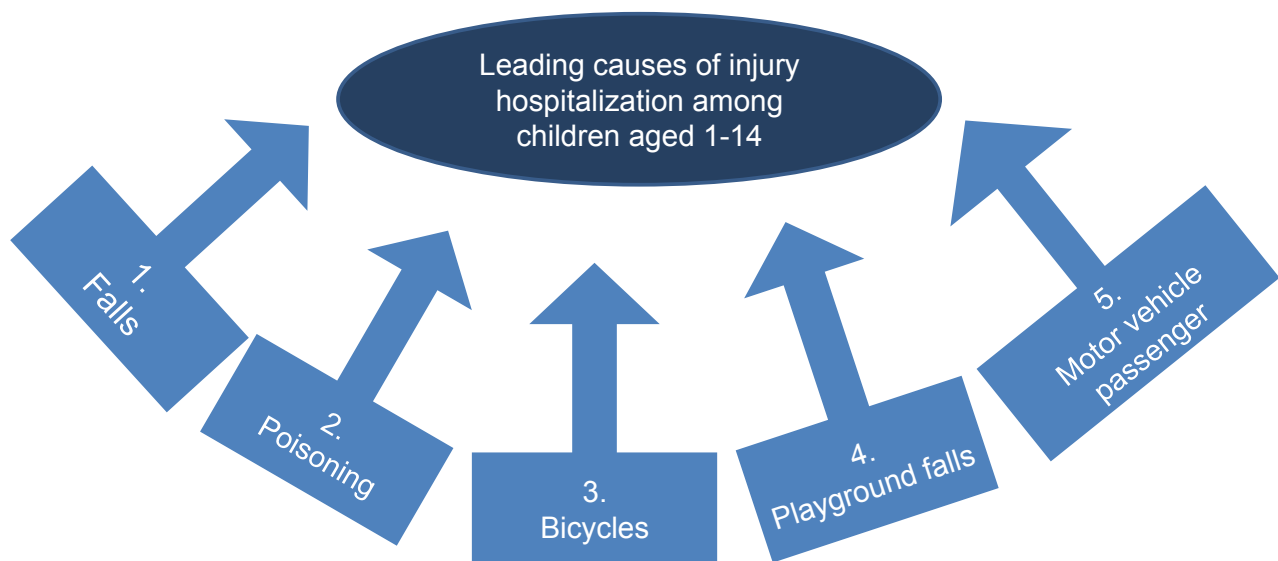 Leading causes of injury
hospitalization among
children aged 1-14
1.
Falls
2.
Poisoning
3.
Bicycles
4.
Playground falls
5.
Motor vehicle
passenger